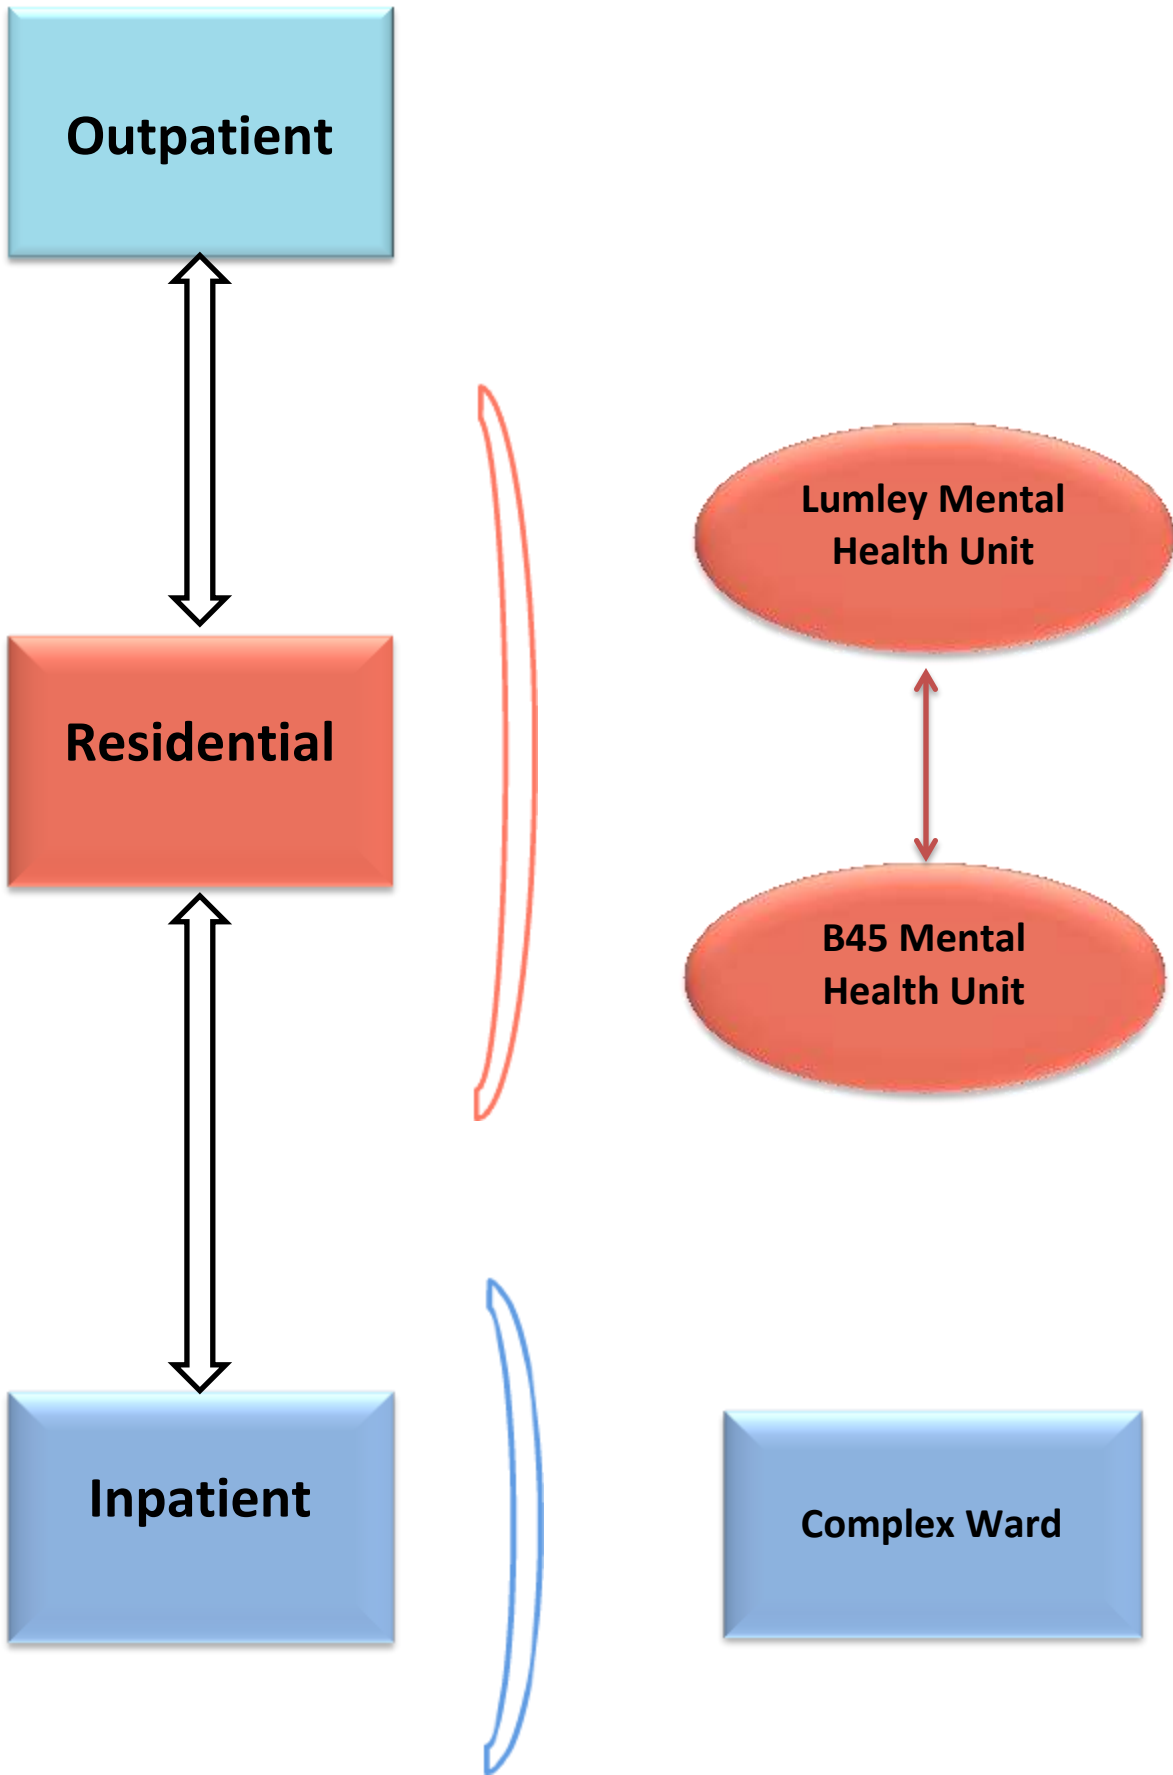 Outpatient
Lumley Mental
Health Unit
Residential
B45 Mental
Health Unit
Inpatient
Complex Ward